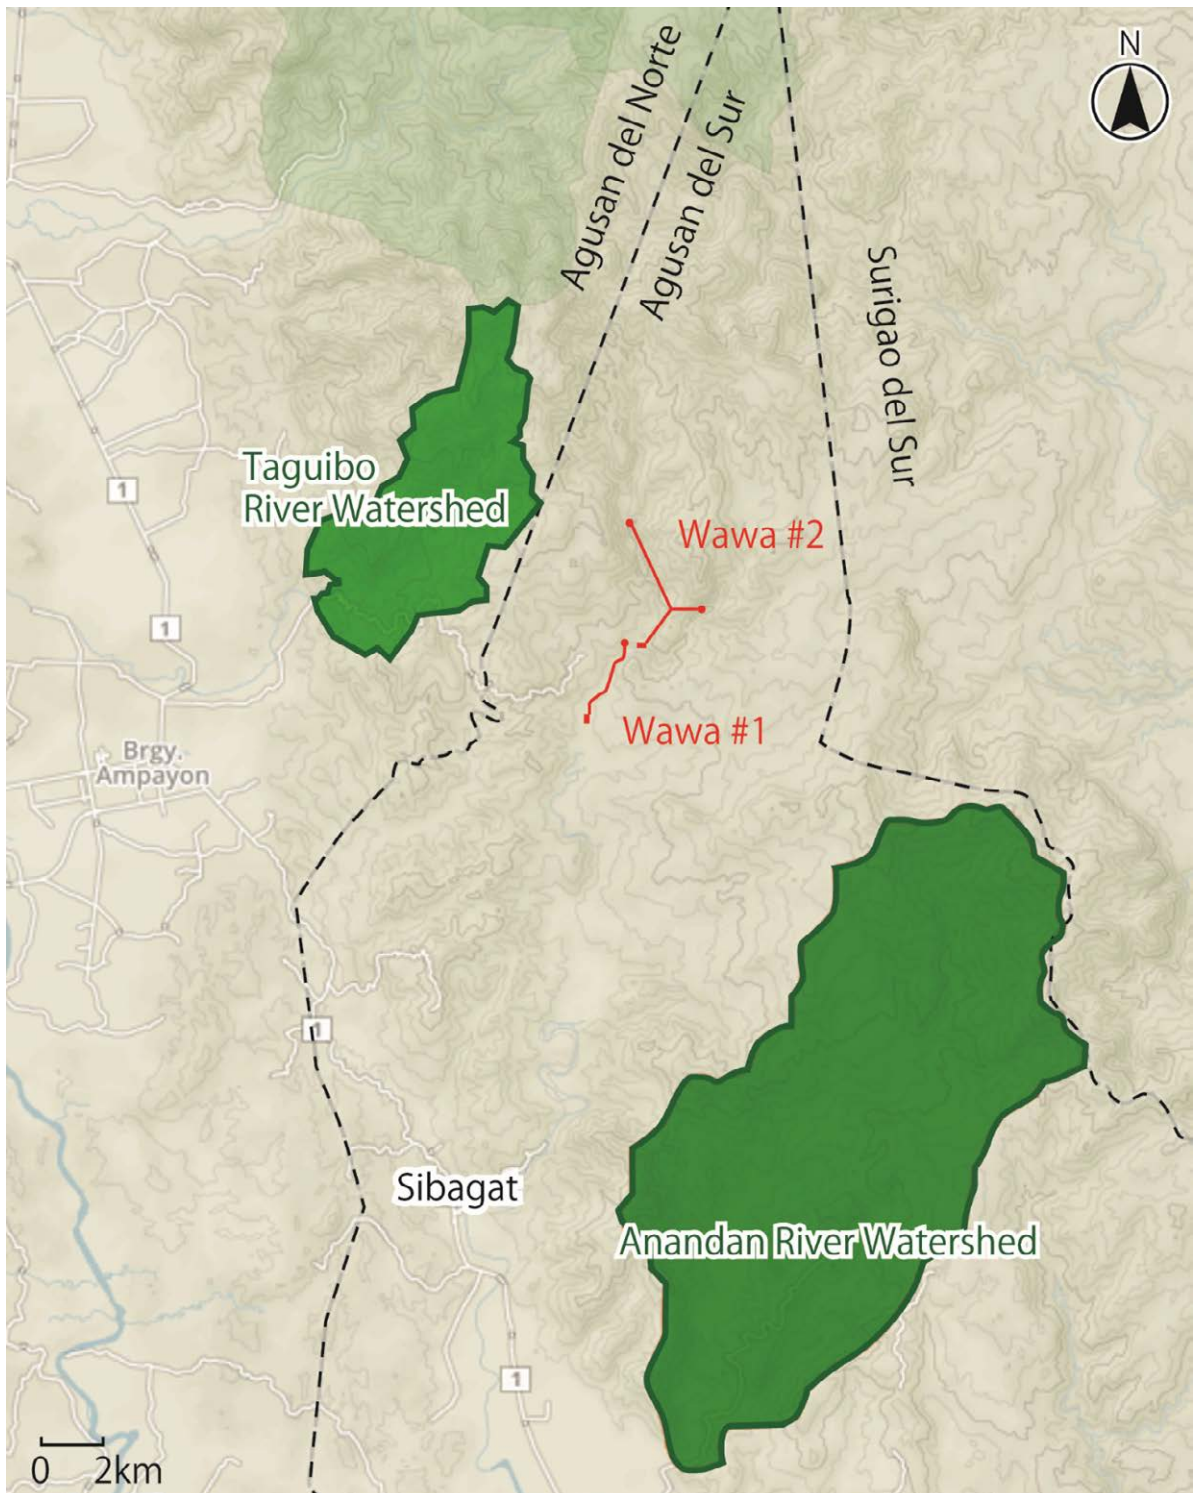 N
Agusan del Norte
Agusan del Sur
Surigao del Sur
Taguibo
River Watershed
1
Wawa #2
1
Wawa #1
Brgy.
Ampayon
1
Sibagat
Anandan River Watershed
1
0 2km